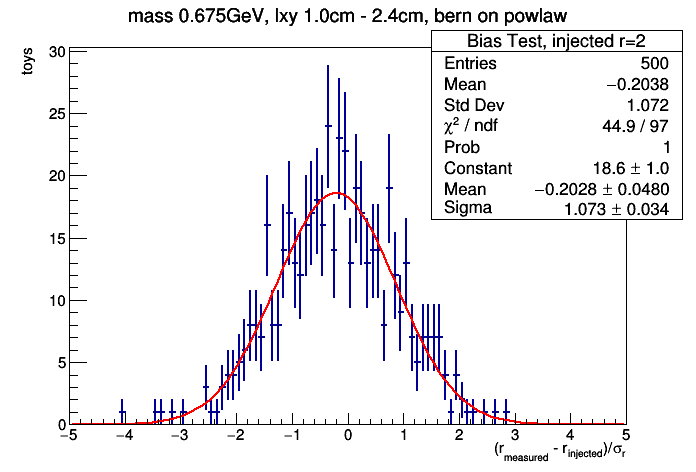 mass 0.675GeV, lxy 1.0cm - 2.4cm, bern on powlaw
Bias Test, injected r=2
Entries 500
Mean −0.2038
Std Dev 1.072
χ² / ndf 44.9 / 97
Prob 1
Constant 18.6 ± 1.0
Mean −0.2028 ± 0.0480
Sigma 1.073 ± 0.034
toys
30
25
20
15
10
5
0
−5 −4 −3 −2 −1 0 1 2 3 4 5
(r_measured - r_injected)/σ_r